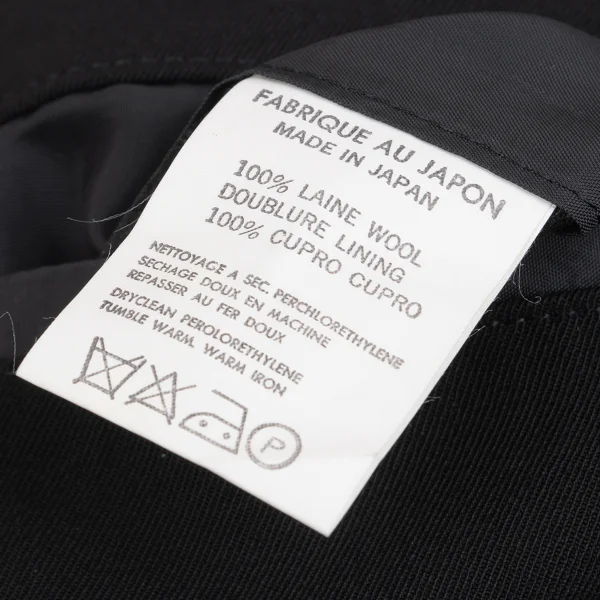 FABRIQUE AU JAPON
MADE IN JAPAN
100% LAINE WOOL
DOUBLURE LINING
100% CUPRO CUPRO
NETTOYAGE A SEC. PERCHLORETHYLENE
SECHAGE DOUX EN MACHINE
REPASSER AU FER DOUX
DRYCLEAN PEROLORETHYLENE
TUMBLE WARM. WARM IRON
P